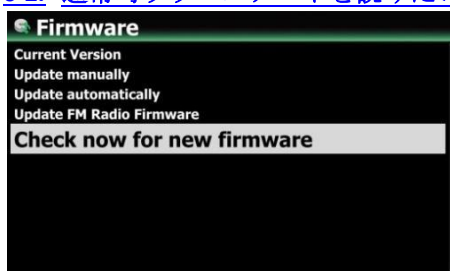 Firmware
Current Version
Update manually
Update automatically
Update FM Radio Firmware
Check now for new firmware